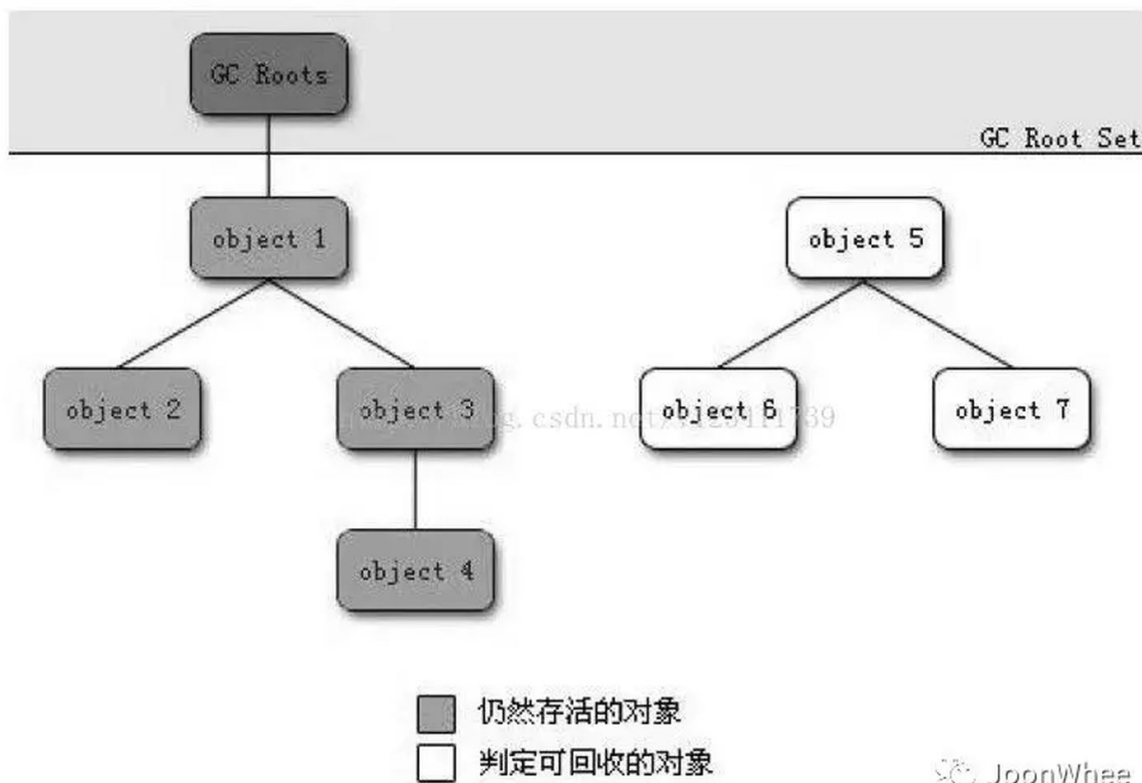 GC Roots
GC Root Set
object 1
object 5
object 2
object 3
object 6
object 7
object 4
仍然存活的对象
判定可回收的对象
JoonWhee